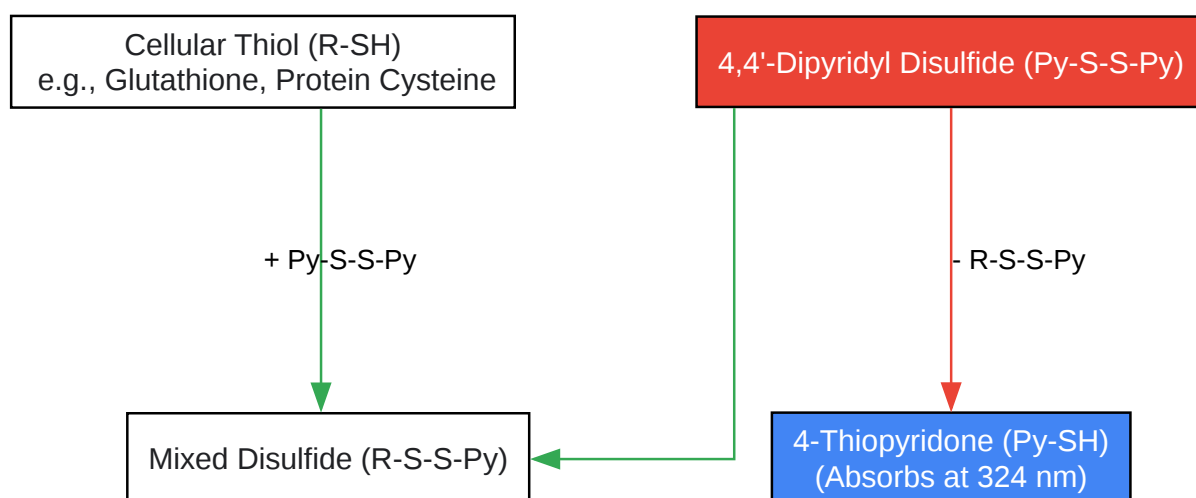 Cellular Thiol (R-SH)
e.g., Glutathione, Protein Cysteine
4,4'-Dipyridyl Disulfide (Py-S-S-Py)
+ Py-S-S-Py
- R-S-S-Py
Mixed Disulfide (R-S-S-Py)
4-Thiopyridone (Py-SH)
(Absorbs at 324 nm)